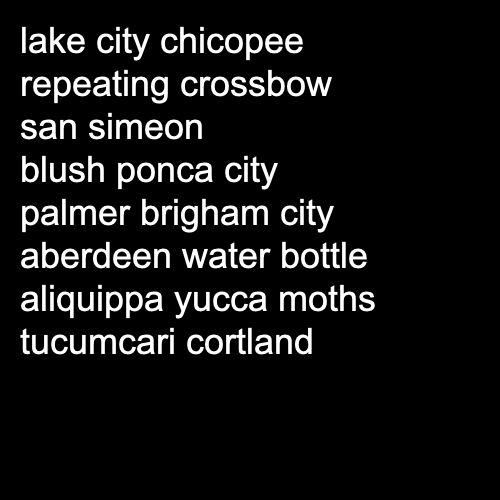 lake city chicopee
repeating crossbow
san simeon
blush ponca city
palmer brigham city
aberdeen water bottle
aliquippa yucca moths
tucumcari cortland